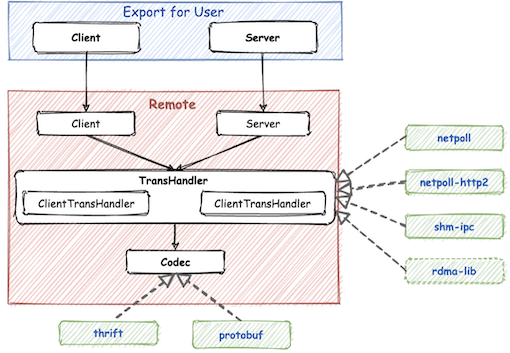 Export for User
Client
Server
Remote
Client
Server
TransHandler
ClientTransHandler
ClientTransHandler
Codec
netpoll
netpoll-http2
shm-ipc
rdma-lib
thrift
protobuf